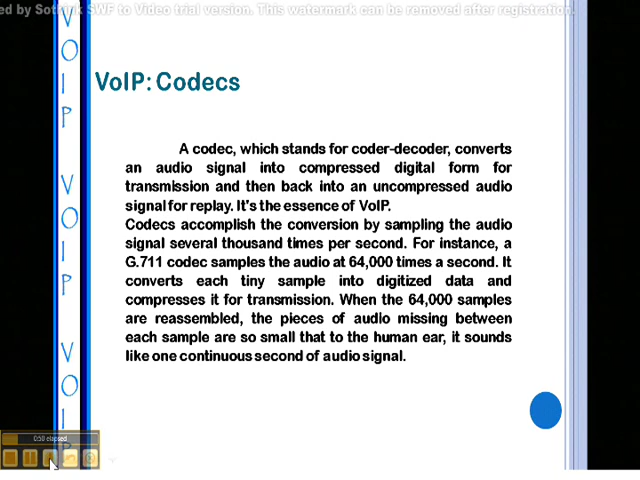 ed by Sothink SWF to Video trial version. This watermark can be removed after registration.
VoIP: Codecs
A codec, which stands for coder-decoder, converts
an audio signal into compressed digital form for
transmission and then back into an uncompressed audio
signal for replay. It's the essence of VoIP.
Codecs accomplish the conversion by sampling the audio
signal several thousand times per second. For instance, a
G.711 codec samples the audio at 64,000 times a second. It
converts each tiny sample into digitized data and
compresses it for transmission. When the 64,000 samples
are reassembled, the pieces of audio missing between
each sample are so small that to the human ear, it sounds
like one continuous second of audio signal.
V
O
I
P
V
O
I
P
V
O
I
P
0:50 elapsed